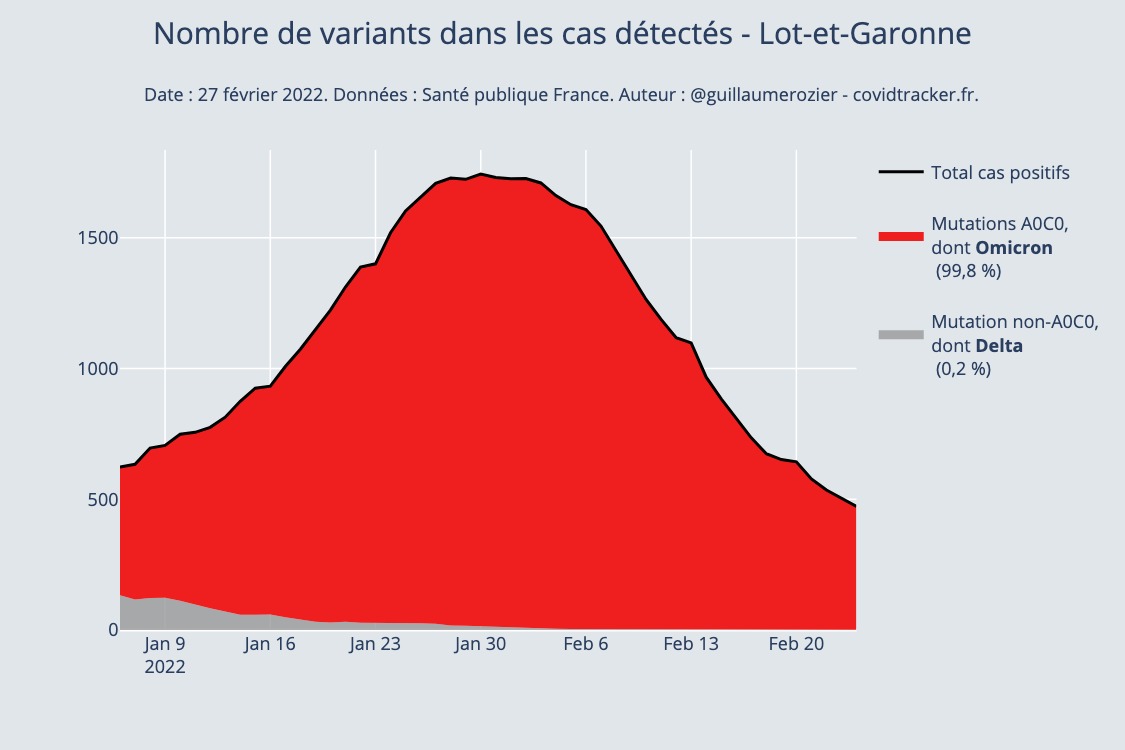 Nombre de variants dans les cas détectés - Lot-et-Garonne
Date : 27 février 2022. Données : Santé publique France. Auteur : @guillaumerozier - covidtracker.fr.
Total cas positifs
Mutations A0C0,
dont Omicron
(99,8 %)
Mutation non-A0C0,
dont Delta
(0,2 %)
1500
1000
500
0
Jan 9
2022
Jan 16
Jan 23
Jan 30
Feb 6
Feb 13
Feb 20